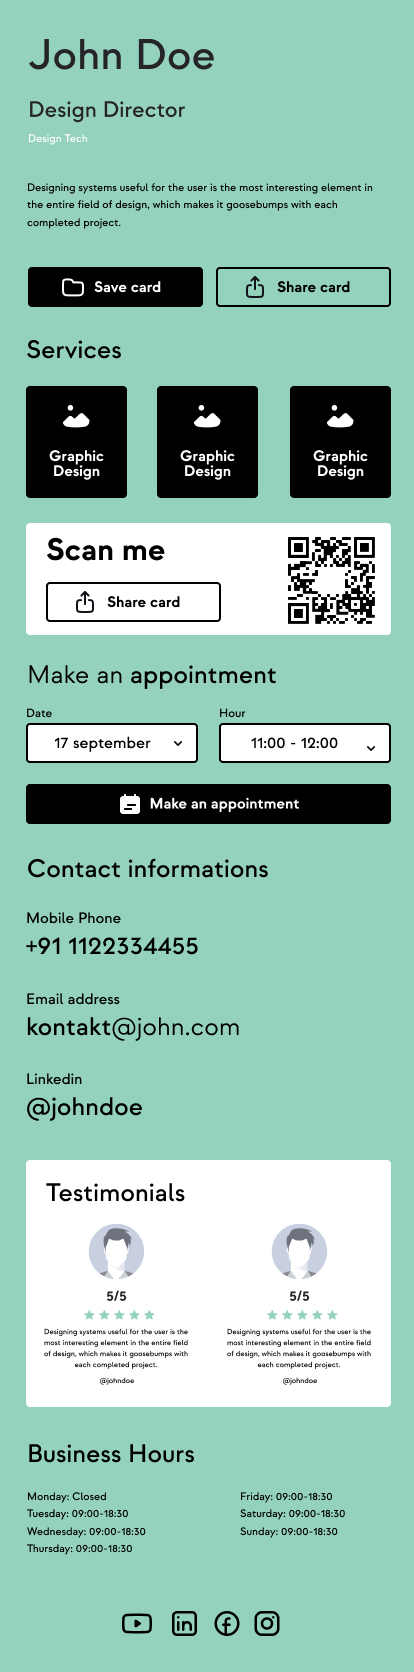 John Doe
Design Director
Design Tech
Designing systems useful for the user is the most interesting element in
the entire field of design, which makes it goosebumps with each
completed project.
Save card
Share card
Services
Graphic
Design
Graphic
Design
Graphic
Design
Scan me
Share card
Make an appointment
Date
Hour
17 september
11:00 - 12:00
Make an appointment
Contact informations
Mobile Phone
+91 1122334455
Email address
kontakt@john.com
Linkedin
@johndoe
Testimonials
5/5
Designing systems useful for the user is the
most interesting element in the entire field
of design, which makes it goosebumps with
each completed project.
@johndoe
5/5
Designing systems useful for the user is the
most interesting element in the entire field
of design, which makes it goosebumps with
each completed project.
@johndoe
Business Hours
Monday: Closed
Tuesday: 09:00-18:30
Wednesday: 09:00-18:30
Thursday: 09:00-18:30
Friday: 09:00-18:30
Saturday: 09:00-18:30
Sunday: 09:00-18:30